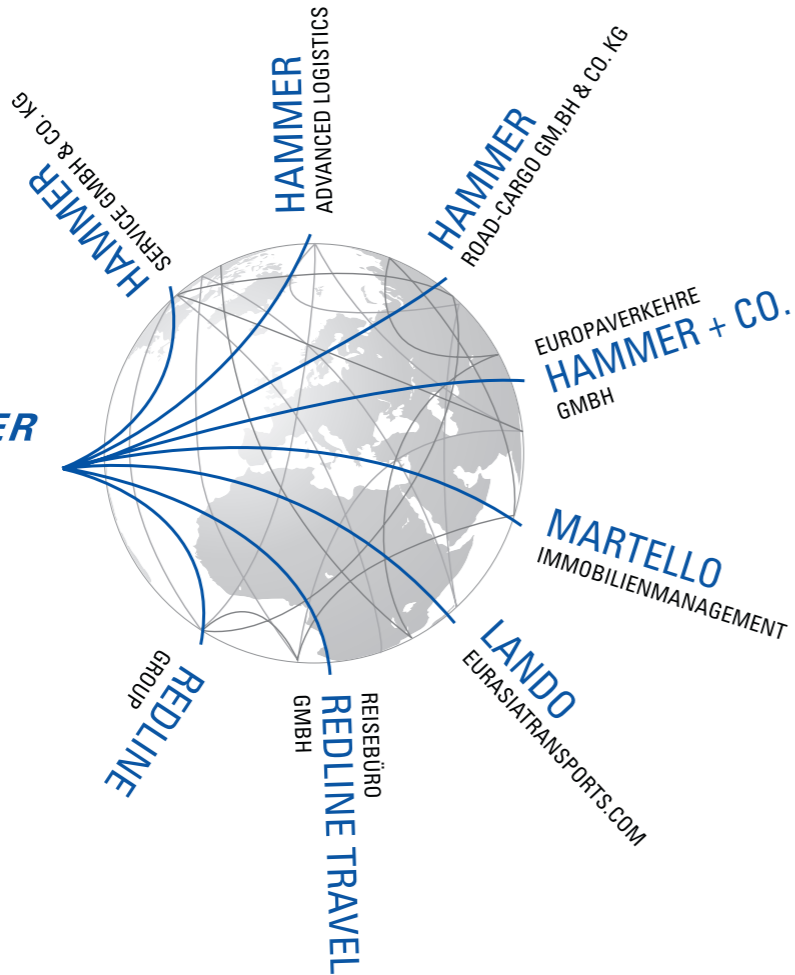 HAMMER
SERVICE GMBH & CO. KG
HAMMER
ADVANCED LOGISTICS
HAMMER
ROAD-CARGO GM,BH & CO. KG
EUROPAVERKEHRE
HAMMER + CO.
GMBH
MARTELLO
IMMOBILIENMANAGEMENT
LANDO
EURASIATRANSPORTS.COM
REISEBÜRO
REDLINE TRAVEL
GMBH
REDLINE
GROUP